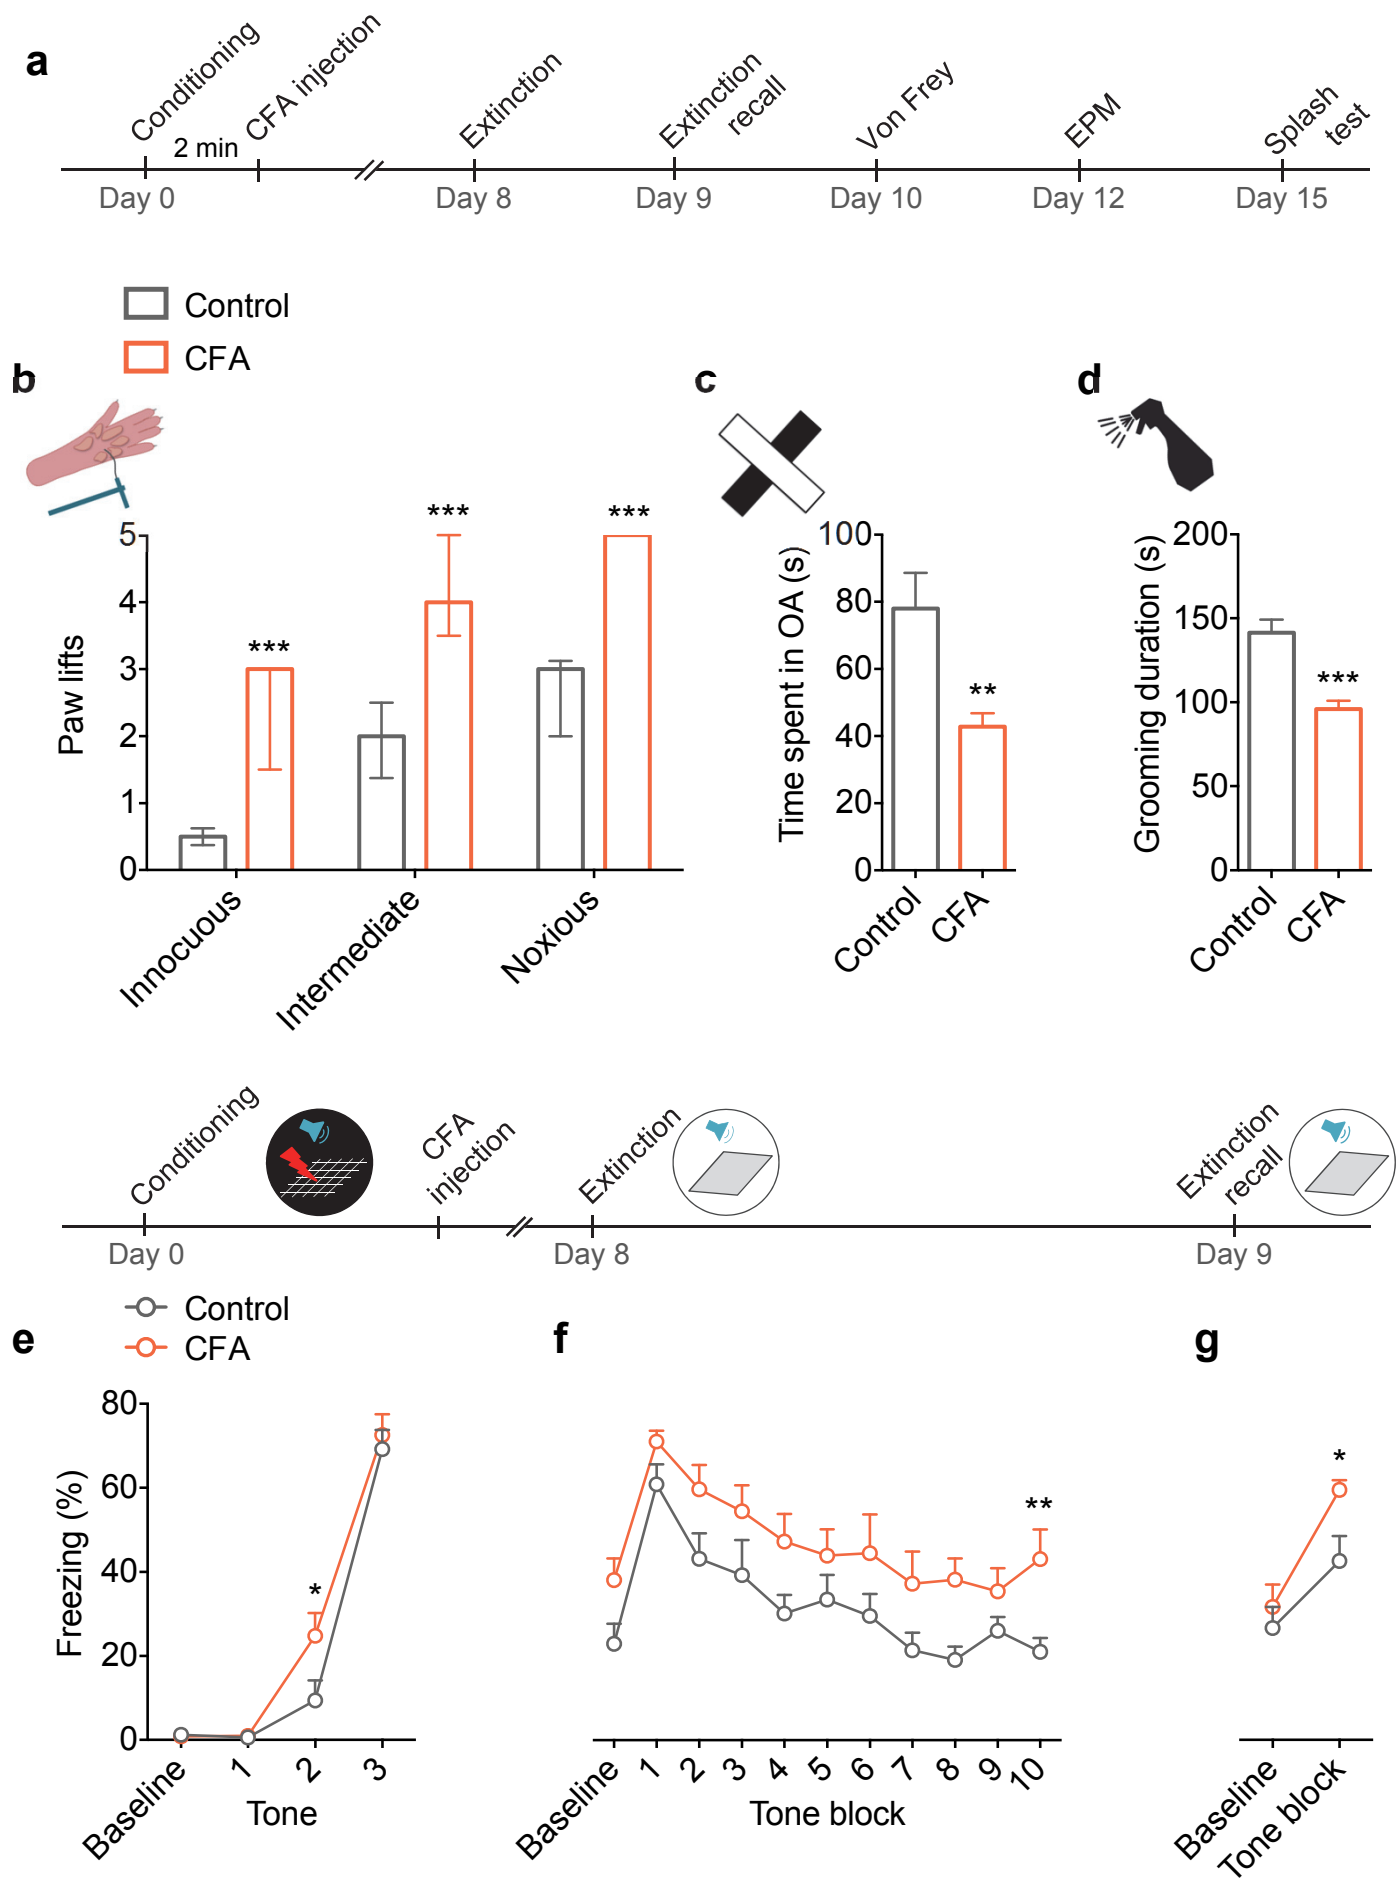 a
Conditioning
2 min
CFA injection
Extinction
Extinction
recall
Von Frey
EPM
Splash
test
Day 0
Day 8
Day 9
Day 10
Day 12
Day 15
Control
CFA
b
c
d
Paw lifts
5
4
3
2
1
0
***
***
***
Innocuous
Intermediate
Noxious
Time spent in OA (s)
100
80
60
40
20
0
**
Control
CFA
Grooming duration (s)
200
150
100
50
0
***
Control
CFA
Conditioning
CFA
injection
Extinction
Extinction
recall
Day 0
Day 8
Day 9
Control
CFA
e
f
g
Freezing (%)
80
60
40
20
0
*
Baseline
1
2
3
Tone
**
Baseline
1
2
3
4
5
6
7
8
9
10
Tone block
*
Baseline
Tone block